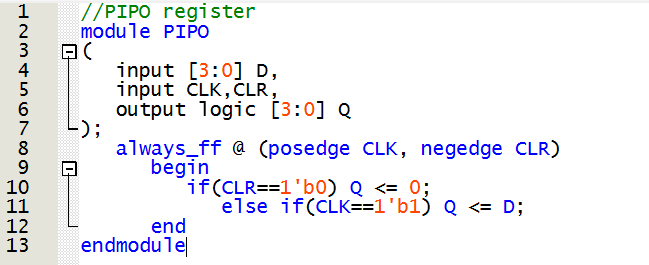 1 //PIPO register
2 module PIPO
3 (
4 input [3:0] D,
5 input CLK,CLR,
6 output logic [3:0] Q
7 );
8 always_ff @ (posedge CLK, negedge CLR)
9 begin
10 if(CLR==1'b0) Q <= 0;
11 else if(CLK==1'b1) Q <= D;
12 end
13 endmodule